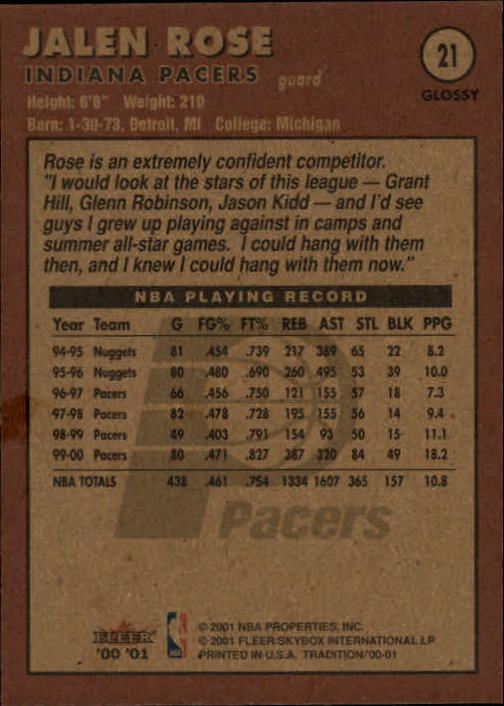 JALEN ROSE
21
INDIANA PACERS guard
GLOSSY
Height: 6'8" Weight: 210
Born: 1-30-73, Detroit, MI College: Michigan
Rose is an extremely confident competitor.
"I would look at the stars of this league — Grant
Hill, Glenn Robinson, Jason Kidd — and I'd see
guys I grew up playing against in camps and
summer all-star games. I could hang with them
then, and I knew I could hang with them now."
NBA PLAYING RECORD
Year Team G FG% FT% REB AST STL BLK PPG
94-95 Nuggets 81 .454 .739 217 389 65 22 8.2
95-96 Nuggets 80 .480 .690 260 495 53 39 10.0
96-97 Pacers 66 .456 .750 121 155 57 18 7.3
97-98 Pacers 82 .478 .728 195 155 56 14 9.4
98-99 Pacers 49 .403 .791 154 93 50 15 11.1
99-00 Pacers 80 .471 .827 387 320 84 49 18.2
NBA TOTALS 438 .461 .754 1334 1607 365 157 10.8
Pacers
FLEER
'00 '01
© 2001 NBA PROPERTIES, INC.
© 2001 FLEER/SKYBOX INTERNATIONAL LP
PRINTED IN U.S.A. TRADITION/'00-01